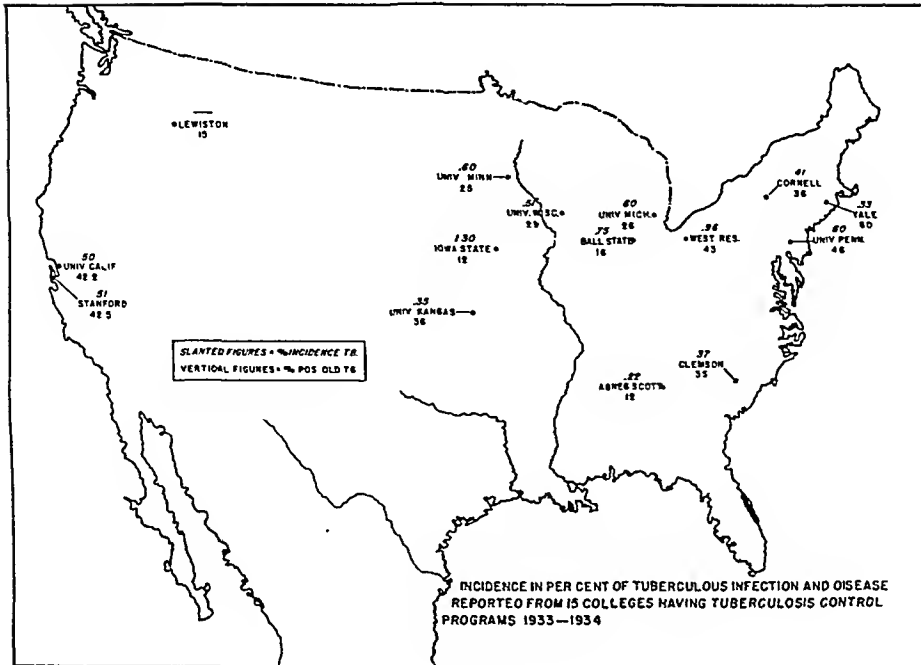 —
LEWISTON
15
.60
UNIV MINN
25
.51
UNIV. WISC.
29
.60
UNIV MICH.
26
.75
BALL STATE
16
.96
WEST RES.
45
.41
CORNELL
36
.53
YALE
60
.60
UNIV PENN.
46
1.30
IOWA STATE
12
.50
UNIV CALIF
42.2
.51
STANFORD
42.5
.35
UNIV. KANSAS
36
.37
CLEMSON
35
.22
AGNES SCOTT
12
SLANTED FIGURES = % INCIDENCE T.B.
VERTICAL FIGURES = % POS OLD TB
INCIDENCE IN PER CENT OF TUBERCULOUS INFECTION AND DISEASE
REPORTED FROM 15 COLLEGES HAVING TUBERCULOSIS CONTROL
PROGRAMS 1933—1934